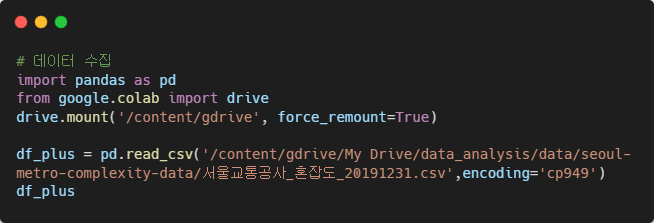 # 데이터 수집
import pandas as pd
from google.colab import drive
drive.mount('/content/gdrive', force_remount=True)
df_plus = pd.read_csv('/content/gdrive/My Drive/data_analysis/data/seoul-
metro-complexity-data/서울교통공사_혼잡도_20191231.csv',encoding='cp949')
df_plus